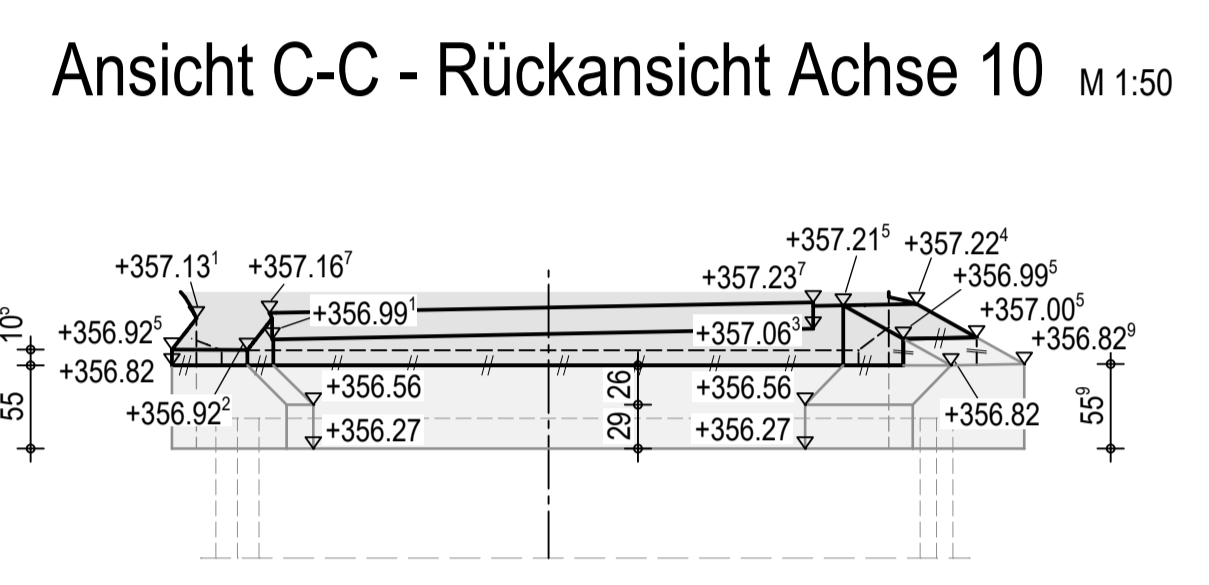 Ansicht C-C - Rückansicht Achse 10 M 1:50
+357.21⁵ +357.22⁴
+357.13¹ +357.16⁷ +357.23⁷ +356.99⁵
10⁵ +356.92⁵ +356.99¹ +357.06³ +357.00⁵
+356.82⁹
+356.82
55 +356.92² +356.56 26 +356.56 +356.82 55⁹
+356.27 29 +356.27